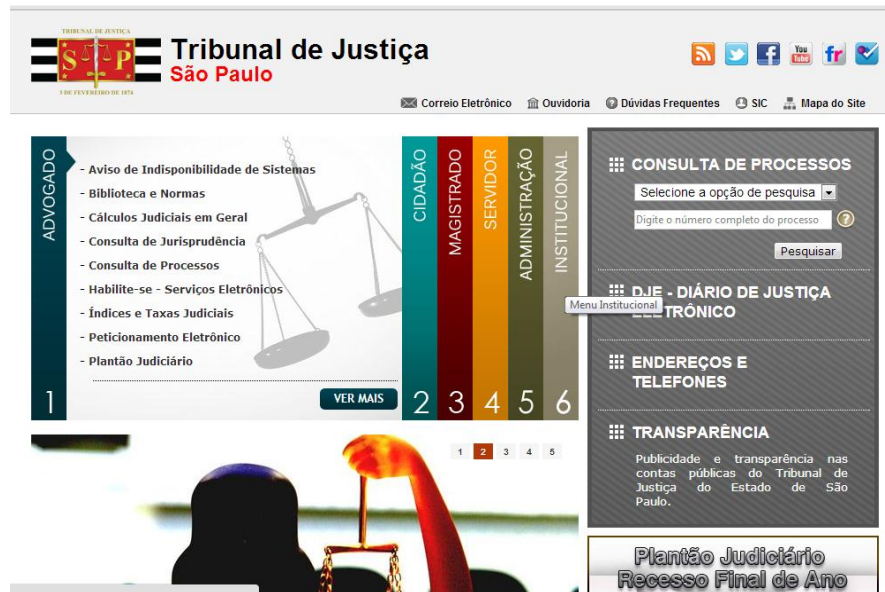 TRIBUNAL DE JUSTIÇA
S P
3 DE FEVEREIRO DE 1874
Tribunal de Justiça
São Paulo
You
Tube
fr
Correio Eletrônico
Ouvidoria
Dúvidas Frequentes
SIC
Mapa do Site
ADVOGADO
1
- Aviso de Indisponibilidade de Sistemas
- Biblioteca e Normas
- Cálculos Judiciais em Geral
- Consulta de Jurisprudência
- Consulta de Processos
- Habilite-se - Serviços Eletrônicos
- Índices e Taxas Judiciais
- Peticionamento Eletrônico
- Plantão Judiciário
VER MAIS
CIDADÃO
2
MAGISTRADO
3
SERVIDOR
4
ADMINISTRAÇÃO
5
INSTITUCIONAL
6
1 2 3 4 5
CONSULTA DE PROCESSOS
Selecione a opção de pesquisa
Digite o número completo do processo
?
Pesquisar
DJE - DIÁRIO DE JUSTIÇA
Menu Institucional
ENDEREÇOS E
TELEFONES
TRANSPARÊNCIA
Publicidade e transparência nas
contas públicas do Tribunal de
Justiça do Estado de São
Paulo.
Plantão Judiciário
Recesso Final de Ano